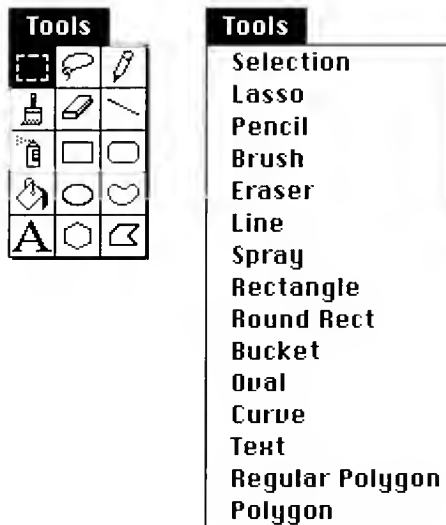 Tools
Tools
Selection
Lasso
Pencil
Brush
Eraser
Line
Spray
Rectangle
Round Rect
Bucket
Oval
Curve
Text
Regular Polygon
Polygon
A